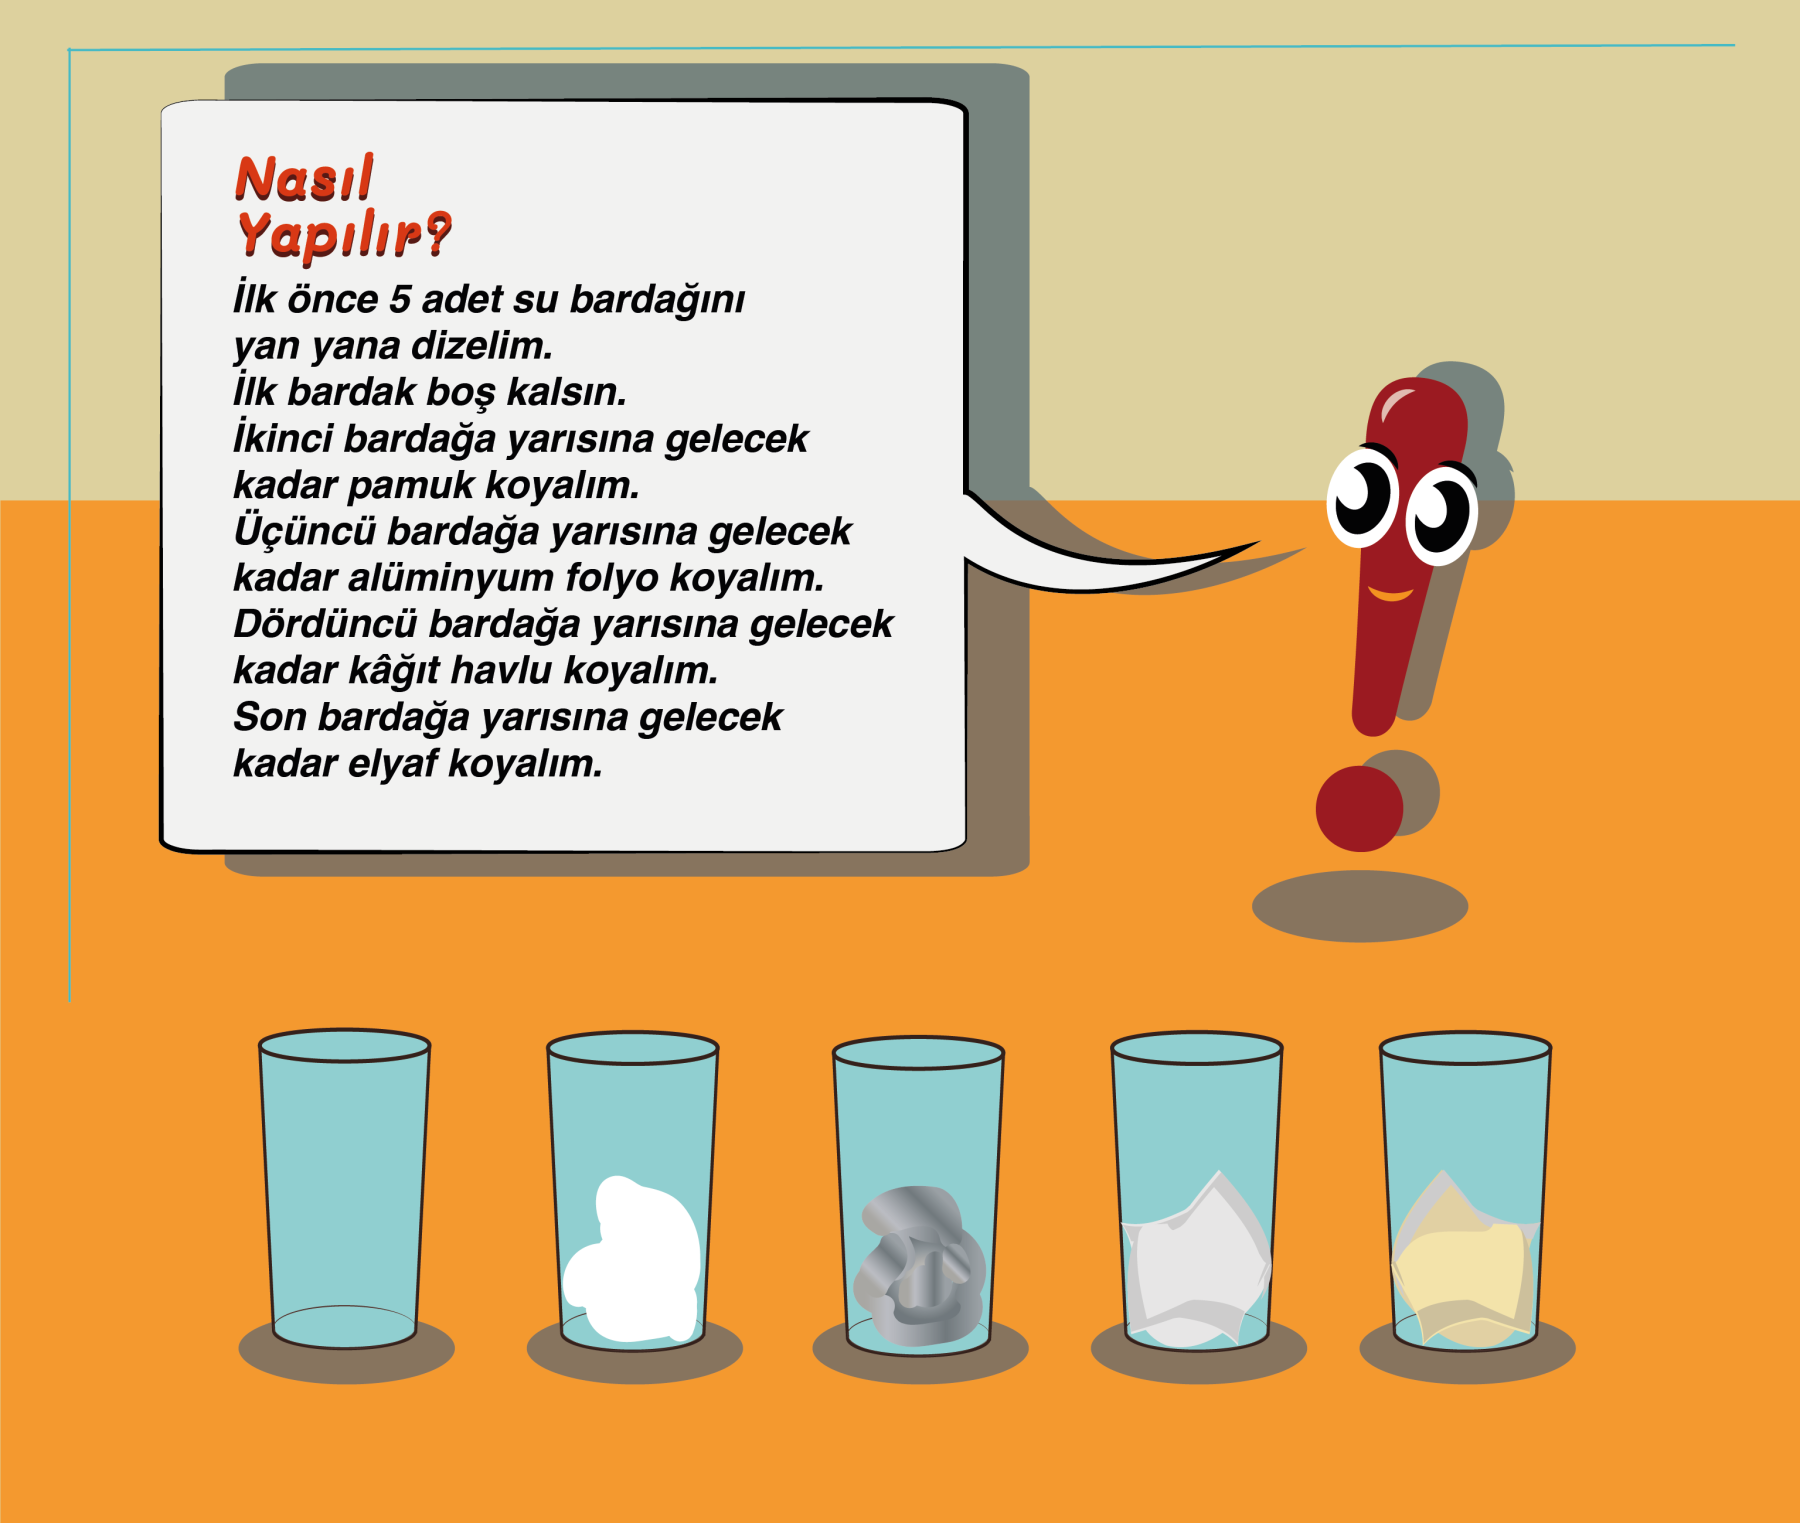 Nasıl
Yapılır?
İlk önce 5 adet su bardağını
yan yana dizelim.
İlk bardak boş kalsın.
İkinci bardağa yarısına gelecek
kadar pamuk koyalım.
Üçüncü bardağa yarısına gelecek
kadar alüminyum folyo koyalım.
Dördüncü bardağa yarısına gelecek
kadar kâğıt havlu koyalım.
Son bardağa yarısına gelecek
kadar elyaf koyalım.